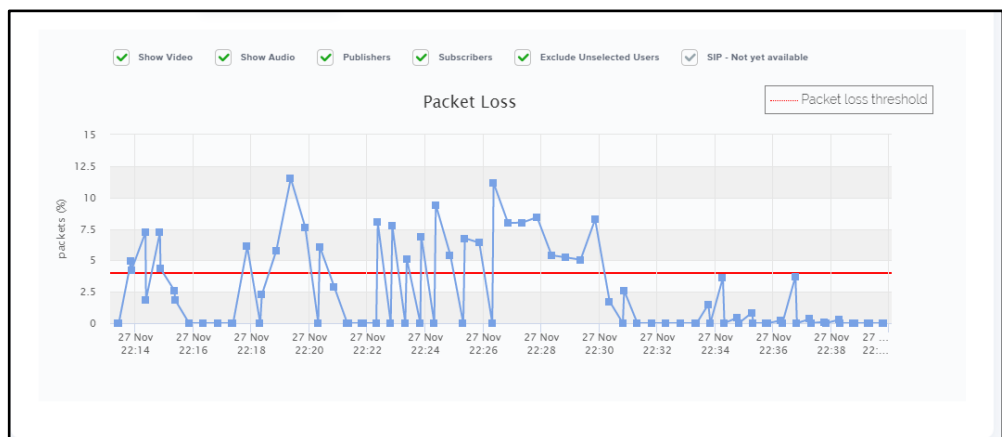 Show Video Show Audio Publishers Subscribers Exclude Unselected Users SIP - Not yet available
Packet Loss
Packet loss threshold
15
12.5
10
7.5
5
2.5
0
packets (%)
27 Nov 27 Nov 27 Nov 27 Nov 27 Nov 27 Nov 27 Nov 27 Nov 27 Nov 27 Nov 27 Nov 27 Nov 27 Nov 27 ...
22:14 22:16 22:18 22:20 22:22 22:24 22:26 22:28 22:30 22:32 22:34 22:36 22:38 22:...